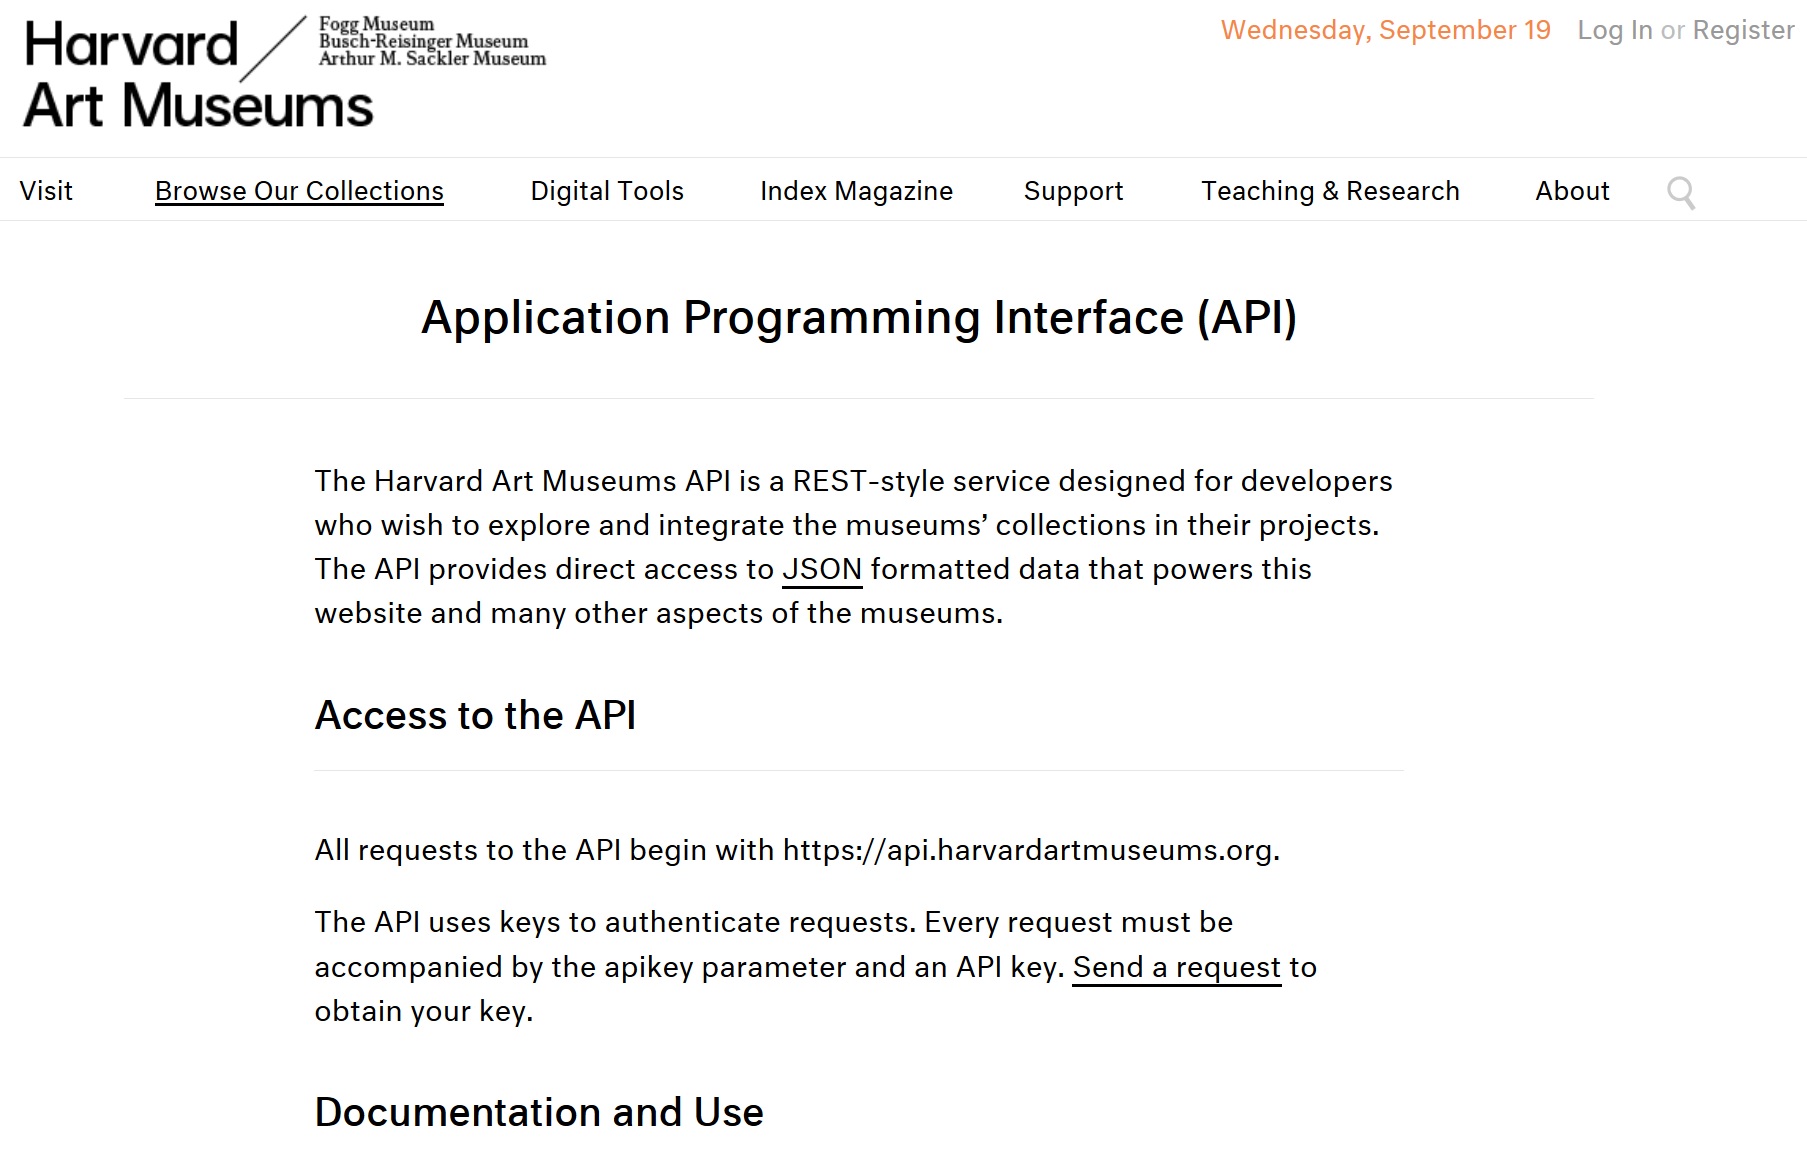 Harvard
Art Museums
Fogg Museum
Busch-Reisinger Museum
Arthur M. Sackler Museum
Wednesday, September 19 Log In or Register
Visit Browse Our Collections Digital Tools Index Magazine Support Teaching & Research About
Application Programming Interface (API)
The Harvard Art Museums API is a REST-style service designed for developers
who wish to explore and integrate the museums’ collections in their projects.
The API provides direct access to JSON formatted data that powers this
website and many other aspects of the museums.
Access to the API
All requests to the API begin with https://api.harvardartmuseums.org.
The API uses keys to authenticate requests. Every request must be
accompanied by the apikey parameter and an API key. Send a request to
obtain your key.
Documentation and Use